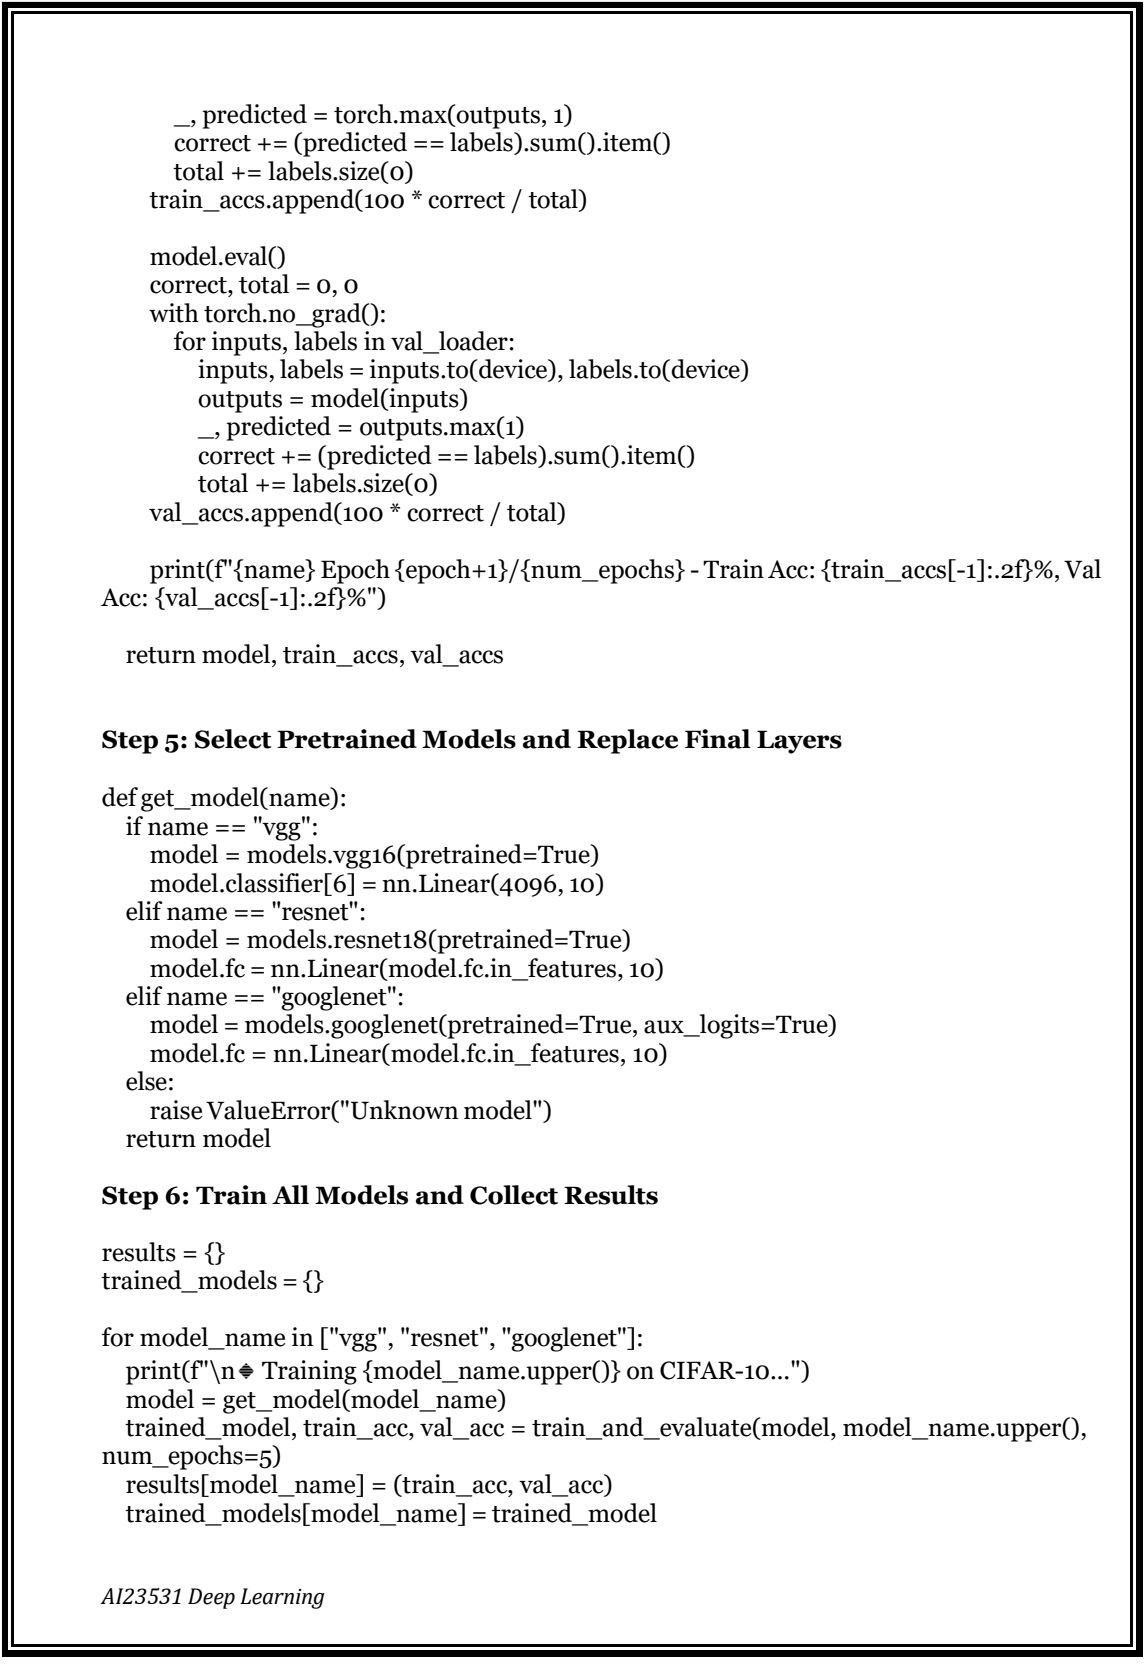 _, predicted = torch.max(outputs, 1)
correct += (predicted == labels).sum().item()
total += labels.size(0)
train_accs.append(100 * correct / total)
model.eval()
correct, total = 0, 0
with torch.no_grad():
for inputs, labels in val_loader:
inputs, labels = inputs.to(device), labels.to(device)
outputs = model(inputs)
_, predicted = outputs.max(1)
correct += (predicted == labels).sum().item()
total += labels.size(0)
val_accs.append(100 * correct / total)
print(f"{name} Epoch {epoch+1}/{num_epochs} - Train Acc: {train_accs[-1]:.2f}%, Val
Acc: {val_accs[-1]:.2f}%")
return model, train_accs, val_accs
Step 5: Select Pretrained Models and Replace Final Layers
def get_model(name):
if name == "vgg":
model = models.vgg16(pretrained=True)
model.classifier[6] = nn.Linear(4096, 10)
elif name == "resnet":
model = models.resnet18(pretrained=True)
model.fc = nn.Linear(model.fc.in_features, 10)
elif name == "googlenet":
model = models.googlenet(pretrained=True, aux_logits=True)
model.fc = nn.Linear(model.fc.in_features, 10)
else:
raise ValueError("Unknown model")
return model
Step 6: Train All Models and Collect Results
results = {}
trained_models = {}
for model_name in ["vgg", "resnet", "googlenet"]:
print(f"\n🔹 Training {model_name.upper()} on CIFAR-10...")
model = get_model(model_name)
trained_model, train_acc, val_acc = train_and_evaluate(model, model_name.upper(),
num_epochs=5)
results[model_name] = (train_acc, val_acc)
trained_models[model_name] = trained_model
AI23531 Deep Learning